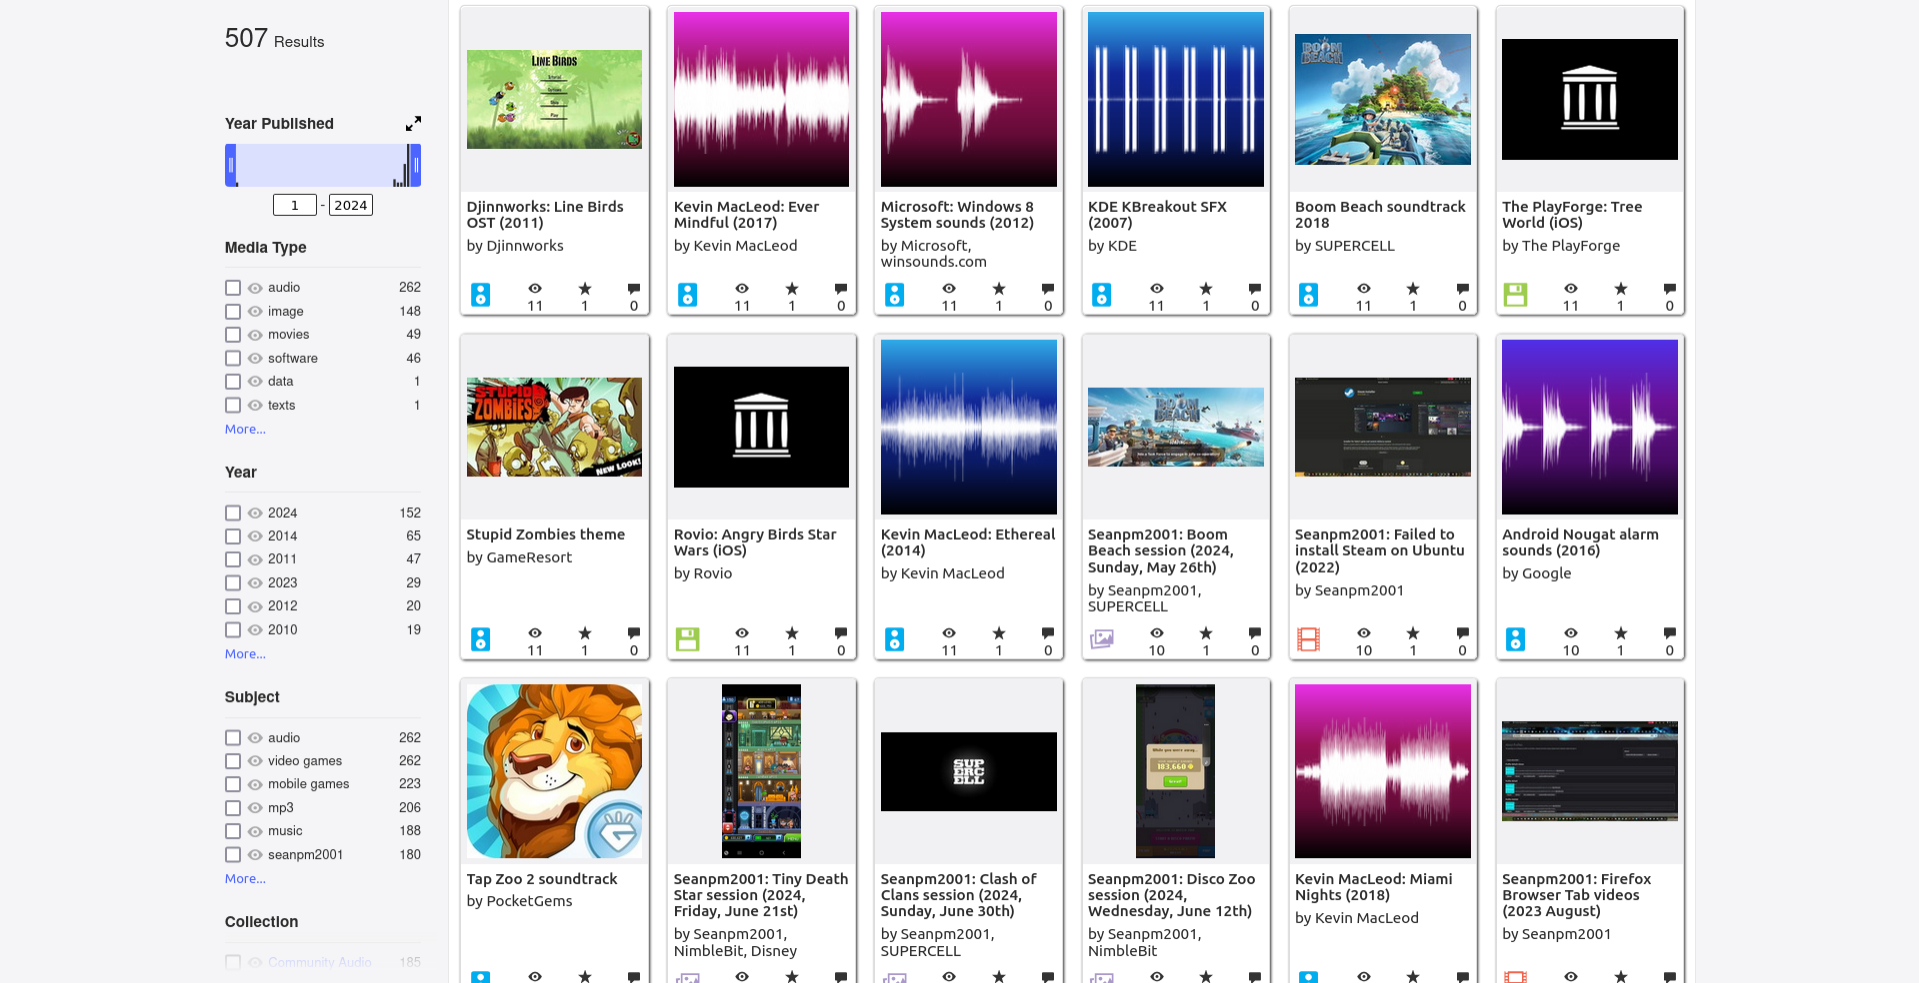 507 Results
Year Published
1 - 2024
Media Type
audio 262
image 148
movies 49
software 46
data 1
texts 1
More...
Year
2024 152
2014 65
2011 47
2023 29
2012 20
2010 19
More...
Subject
audio 262
video games 262
mobile games 223
mp3 206
music 188
seanpm2001 180
More...
Collection
Community Audio 185
LINE BIRDS
Djinnworks: Line Birds
OST (2011)
by Djinnworks
11 1 0
Kevin MacLeod: Ever
Mindful (2017)
by Kevin MacLeod
11 1 0
Microsoft: Windows 8
System sounds (2012)
by Microsoft,
winsounds.com
11 1 0
KDE KBreakout SFX
(2007)
by KDE
11 1 0
BOOM
BEACH
Boom Beach soundtrack
2018
by SUPERCELL
11 1 0
The PlayForge: Tree
World (iOS)
by The PlayForge
11 1 0
STUPID
ZOMBIES
NEW LOOK!
Stupid Zombies theme
by GameResort
11 1 0
Rovio: Angry Birds Star
Wars (iOS)
by Rovio
11 1 0
Kevin MacLeod: Ethereal
(2014)
by Kevin MacLeod
11 1 0
BOOM
BEACH
Seanpm2001: Boom
Beach session (2024,
Sunday, May 26th)
by Seanpm2001,
SUPERCELL
10 1 0
Seanpm2001: Failed to
install Steam on Ubuntu
(2022)
by Seanpm2001
10 1 0
Android Nougat alarm
sounds (2016)
by Google
10 1 0
Tap Zoo 2 soundtrack
by PocketGems
Seanpm2001: Tiny Death
Star session (2024,
Friday, June 21st)
by Seanpm2001,
NimbleBit, Disney
SUP
ERC
ELL
Seanpm2001: Clash of
Clans session (2024,
Sunday, June 30th)
by Seanpm2001,
SUPERCELL
While you were away...
183,660
Seanpm2001: Disco Zoo
session (2024,
Wednesday, June 12th)
by Seanpm2001,
NimbleBit
Kevin MacLeod: Miami
Nights (2018)
by Kevin MacLeod
Seanpm2001: Firefox
Browser Tab videos
(2023 August)
by Seanpm2001